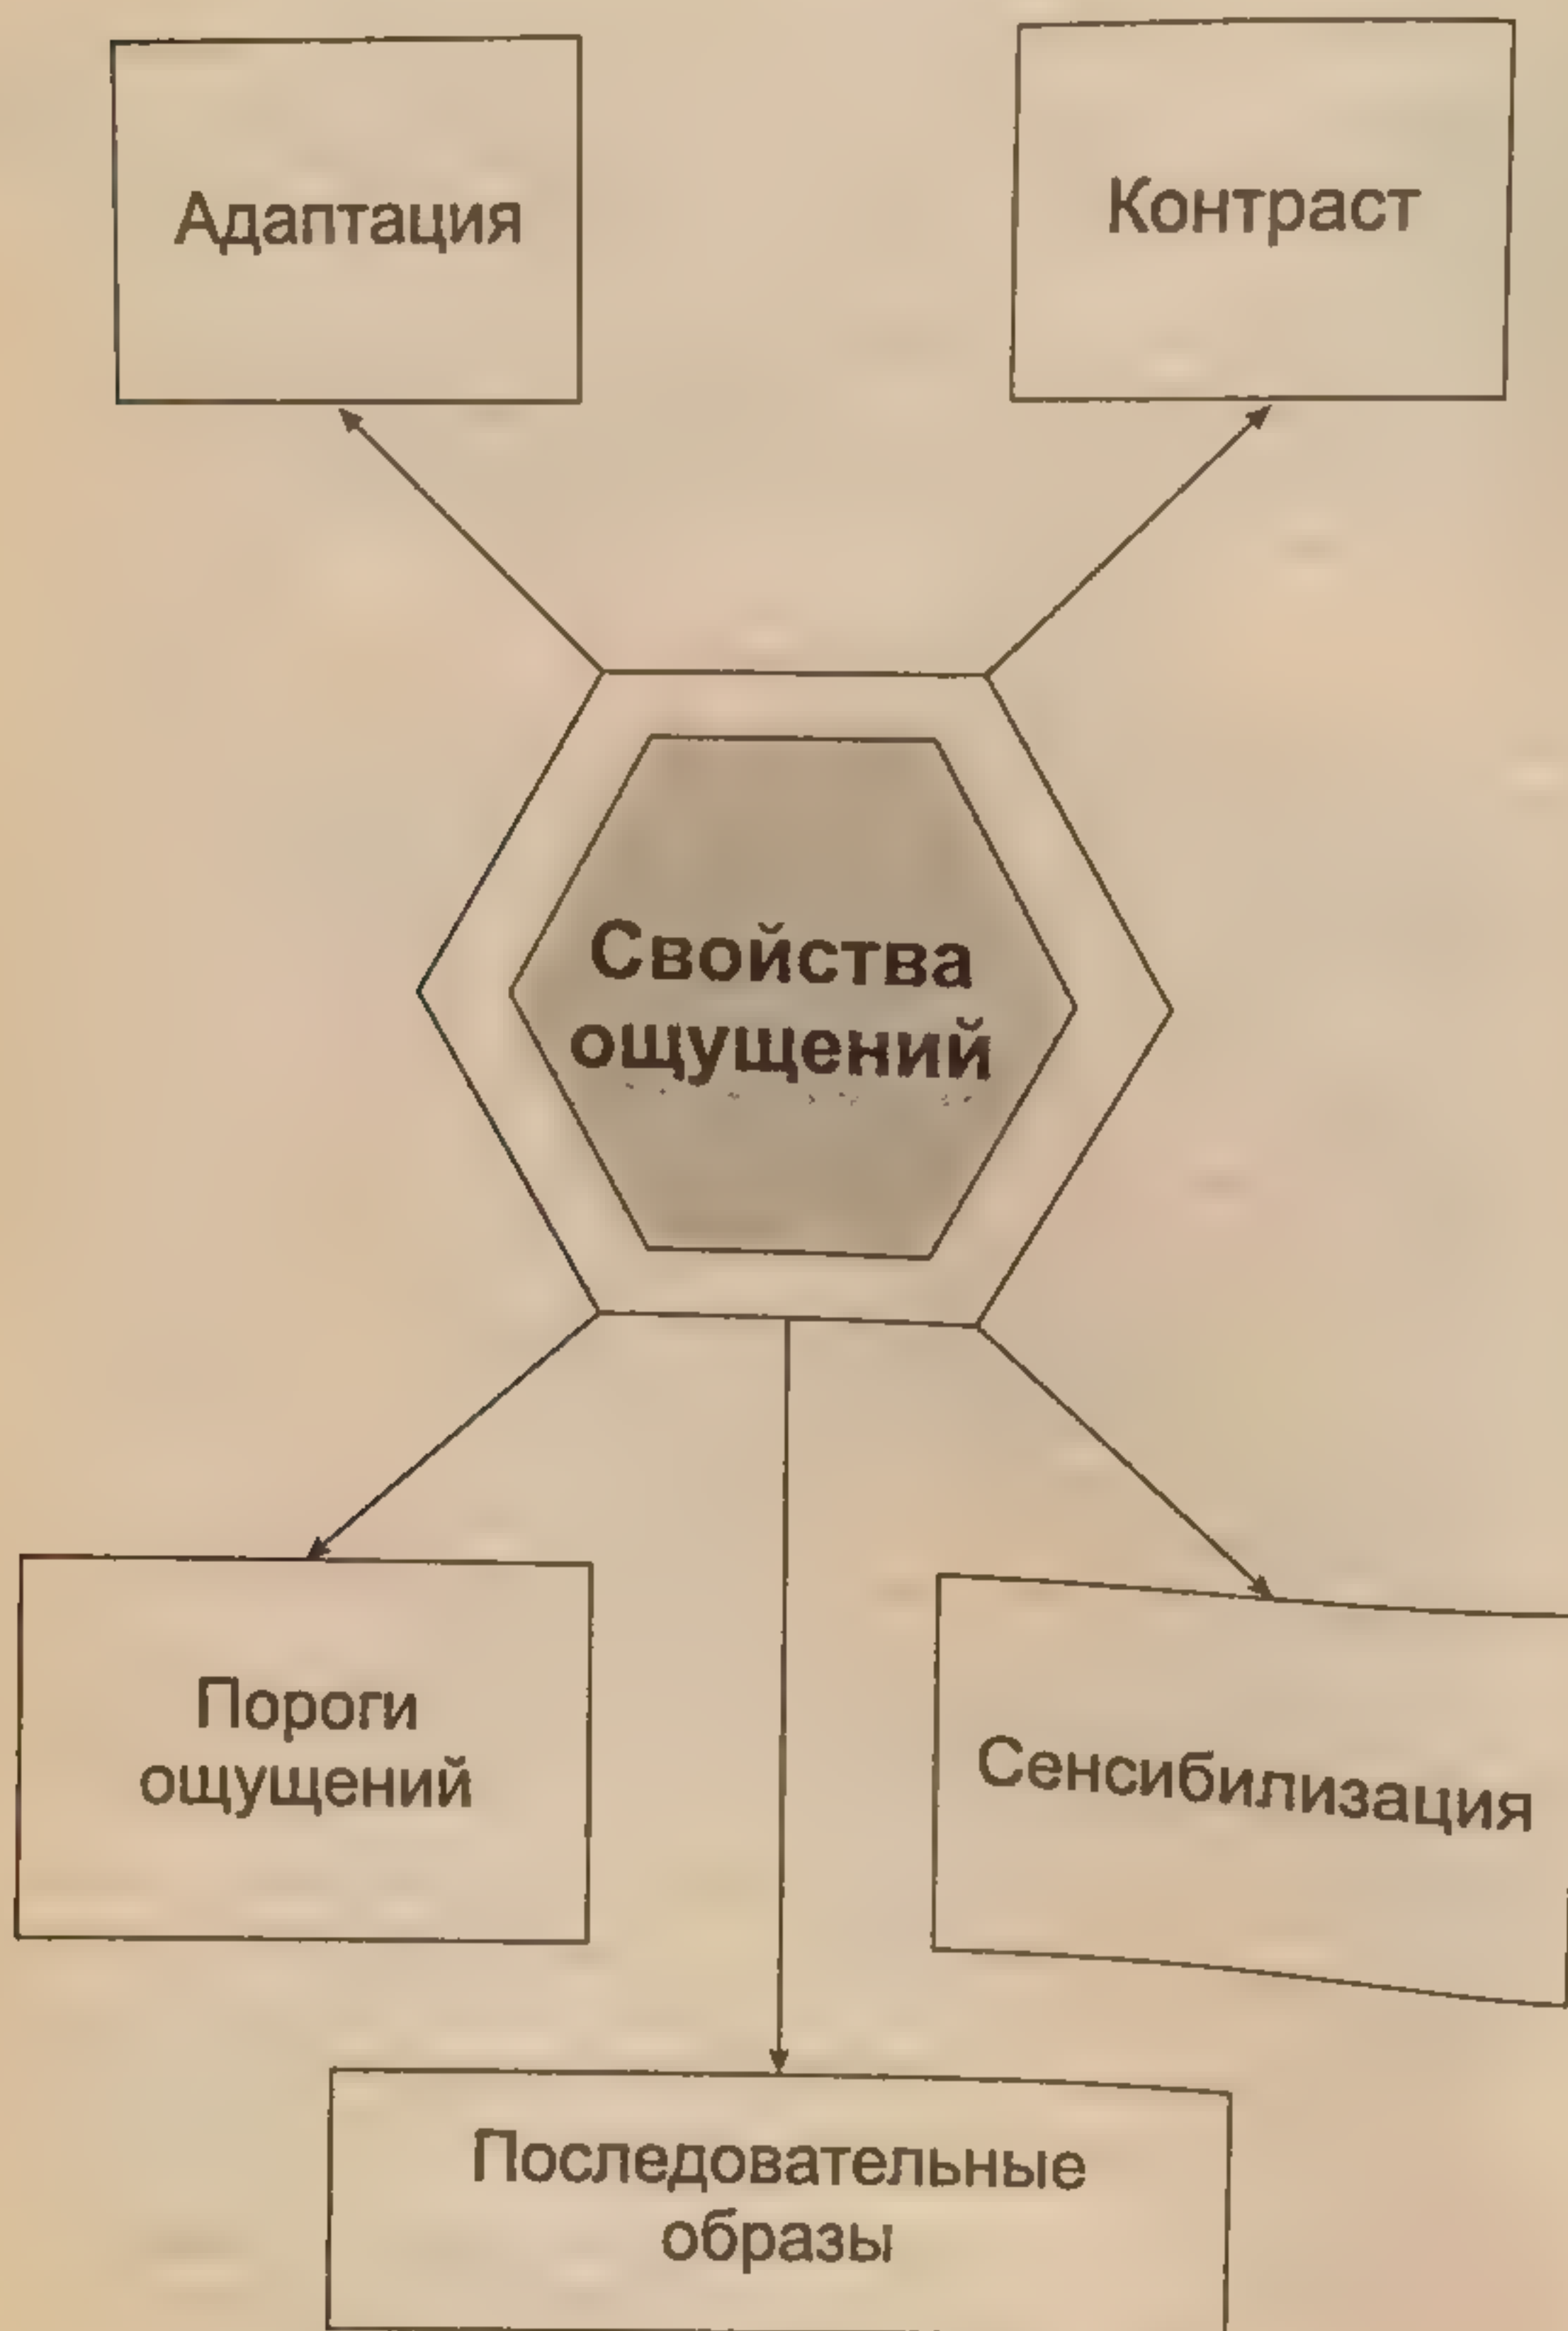 Адаптация
Контраст
Свойства
ощущений
Пороги
ощущений
Сенсибилизация
Последовательные
образы